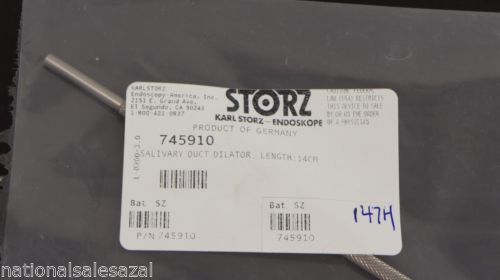 KARLSTORZ
Endoscopy-America, Inc.
2151 E. Grand Ave.
El Segundo, CA 90245
1-800-421-0837
STORZ
KARL STORZ—ENDOSKOPE
CAUTION FEDERAL
LAW (USA) RESTRICTS
THIS DEVICE TO SALE
BY OR ON THE ORDER
OF A PHYSICIAN
PRODUCT OF GERMANY
745910
SALIVARY DUCT DILATOR, LENGTH:14CM
Bat SZ
P/N 745910
Bat SZ
745910
147H
nationalsalesazal